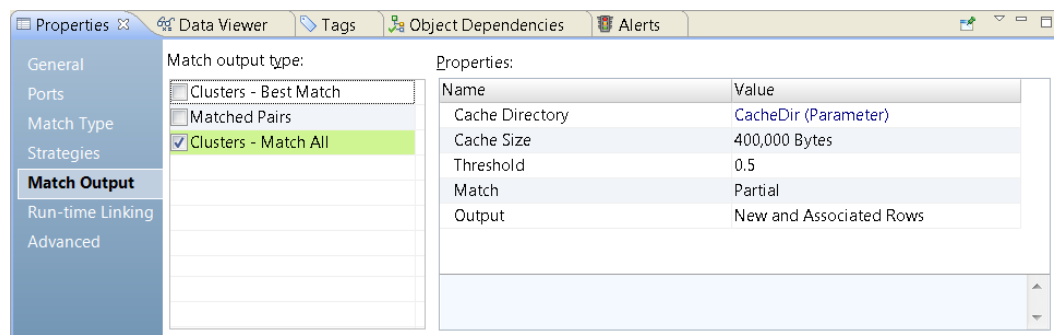 Properties Data Viewer Tags Object Dependencies Alerts
General
Ports
Match Type
Strategies
Match Output
Run-time Linking
Advanced
Match output type:
Clusters - Best Match
Matched Pairs
Clusters - Match All
Properties:
Name Value
Cache Directory CacheDir (Parameter)
Cache Size 400,000 Bytes
Threshold 0.5
Match Partial
Output New and Associated Rows